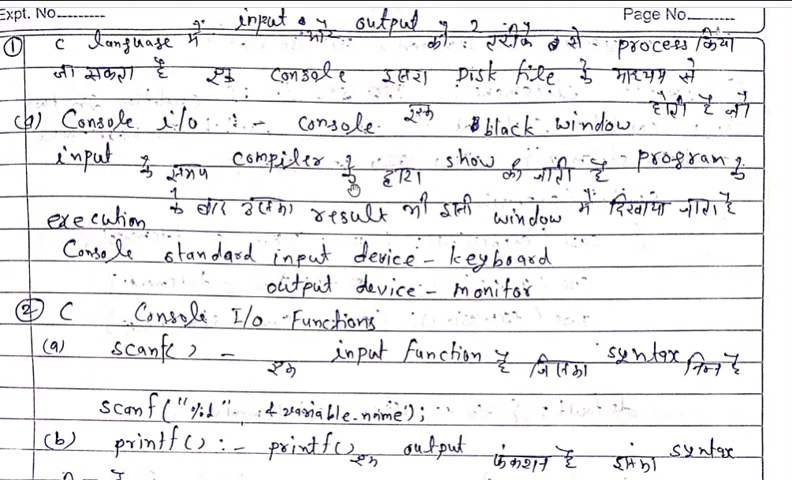 Expt. No.
Page No.
① C language में input और output को 2 तरीके से process किया
जा सकता है एक console दूसरा Disk file के माध्यम से
(a) Console i/o :- console एक black window होती है जो
input के समय compiler के द्वारा show की जाती है program के
execution के बाद उसका result भी इसी window में दिखाया जाता है
Console standard input device - keyboard
output device - monitor
② C Console I/o Functions
(a) scanf() - एक input function है जिसका syntax निम्न है
scanf("%d", &variable.name");
(b) printf() :- printf() एक output फंक्शन है इसका syntax